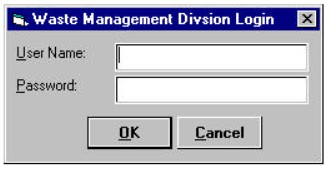 Waste Management Divsion Login
User Name:
Password:
OK Cancel